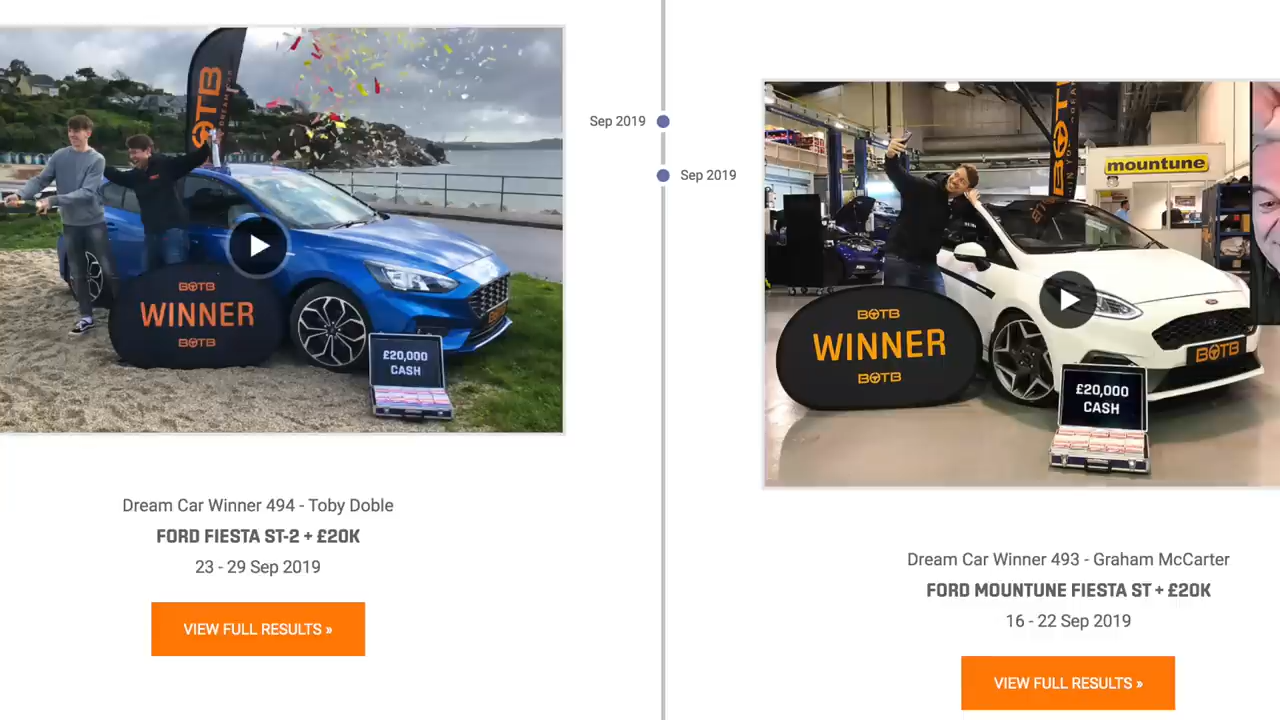 BOTB
BOTB
WINNER
BOTB
£20,000
CASH
Dream Car Winner 494 - Toby Doble
FORD FIESTA ST-2 + £20K
23 - 29 Sep 2019
VIEW FULL RESULTS »
Sep 2019
Sep 2019
mountune
BOTB
WINNER
BOTB
BOTB
£20,000
CASH
Dream Car Winner 493 - Graham McCarter
FORD MOUNTUNE FIESTA ST + £20K
16 - 22 Sep 2019
VIEW FULL RESULTS »